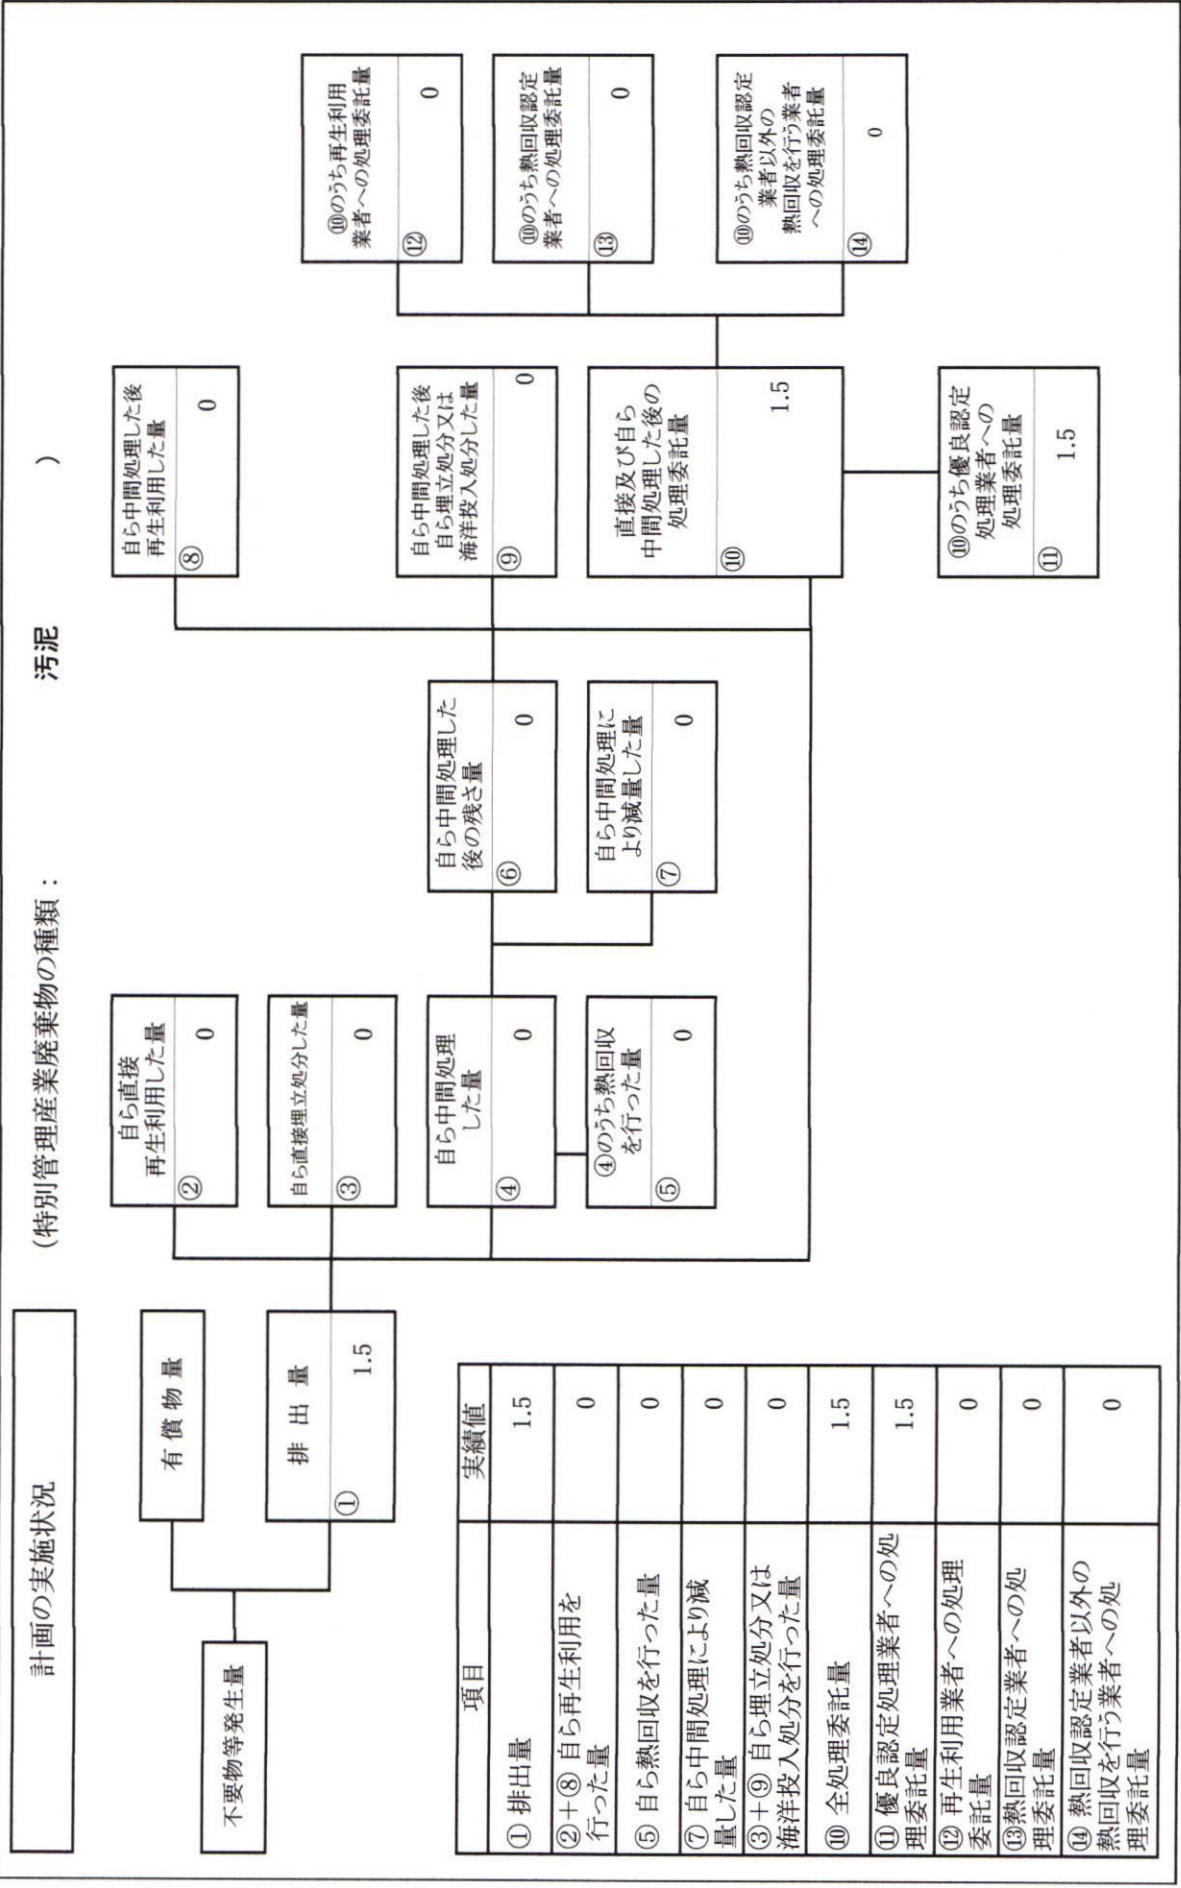 計画の実施状況
(特別管理産業廃棄物の種類: 汚泥 )
不要物等発生量
有償物量
排出量
① 1.5
自ら直接
再生利用した量
② 0
自ら直接埋立処分した量
③ 0
自ら中間処理
した量
④ 0
④のうち熱回収
を行った量
⑤ 0
自ら中間処理した
後の残さ量
⑥ 0
自ら中間処理に
より減量した量
⑦ 0
自ら中間処理した後
再生利用した量
⑧ 0
自ら中間処理した後
自ら埋立処分又は
海洋投入処分した量
⑨ 0
直接及び自ら
中間処理した後の
処理委託量
⑩ 1.5
⑩のうち優良認定
処理業者への
処理委託量
⑪ 1.5
⑩のうち再生利用
業者への処理委託量
⑫ 0
⑩のうち熱回収認定
業者への処理委託量
⑬ 0
⑩のうち熱回収認定
業者以外の
熱回収を行う業者
への処理委託量
⑭ 0
項目 実績値
① 排出量 1.5
②+⑧ 自ら再生利用を
行った量 0
⑤ 自ら熱回収を行った量 0
⑦ 自ら中間処理により減
量した量 0
③+⑨ 自ら埋立処分又は
海洋投入処分を行った量 0
⑩ 全処理委託量 1.5
⑪ 優良認定処理業者への処
理委託量 1.5
⑫ 再生利用業者への処理
委託量 0
⑬熱回収認定業者への処
理委託量 0
⑭ 熱回収認定業者以外の
熱回収を行う業者への処
理委託量 0